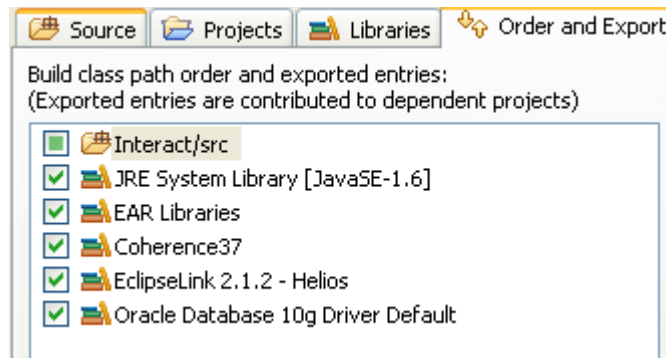 Source Projects Libraries Order and Export
Build class path order and exported entries:
(Exported entries are contributed to dependent projects)
Interact/src
JRE System Library [JavaSE-1.6]
EAR Libraries
Coherence37
EclipseLink 2.1.2 - Helios
Oracle Database 10g Driver Default